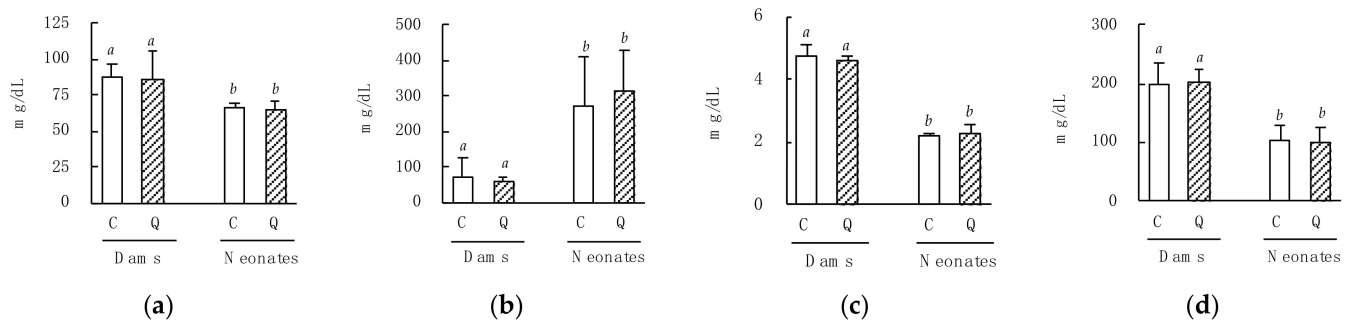 125
100
75
50
25
0
mg/dL
a
a
b
b
C
Q
C
Q
Dams
Neonates
(a)
500
400
300
200
100
0
mg/dL
a
a
b
b
C
Q
C
Q
Dams
Neonates
(b)
6
4
2
0
mg/dL
a
a
b
b
C
Q
C
Q
Dams
Neonates
(c)
300
200
100
0
mg/dL
a
a
b
b
C
Q
C
Q
Dams
Neonates
(d)